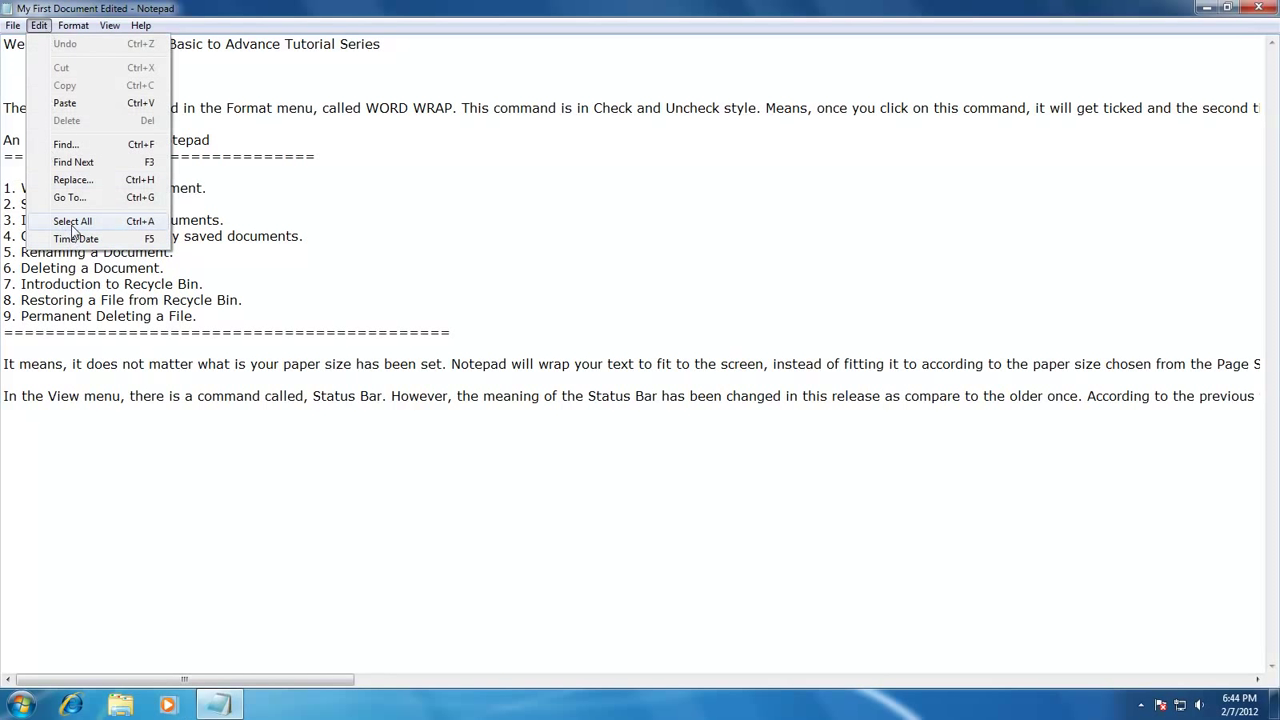 My First Document Edited - Notepad
File Edit Format View Help
We Basic to Advance Tutorial Series
Undo Ctrl+Z
Cut Ctrl+X
Copy Ctrl+C
Paste Ctrl+V
Delete Del
Find... Ctrl+F
Find Next F3
Replace... Ctrl+H
Go To... Ctrl+G
Select All Ctrl+A
Time/Date F5
The d in the Format menu, called WORD WRAP. This command is in Check and Uncheck style. Means, once you click on this command, it will get ticked and the second t
An tepad
== ==============
1. W ment.
2. S
3. I uments.
4. O y saved documents.
5. Renaming a Document.
6. Deleting a Document.
7. Introduction to Recycle Bin.
8. Restoring a File from Recycle Bin.
9. Permanent Deleting a File.
===========================================
It means, it does not matter what is your paper size has been set. Notepad will wrap your text to fit to the screen, instead of fitting it to according to the paper size chosen from the Page S
In the View menu, there is a command called, Status Bar. However, the meaning of the Status Bar has been changed in this release as compare to the older once. According to the previous
6:44 PM
2/7/2012